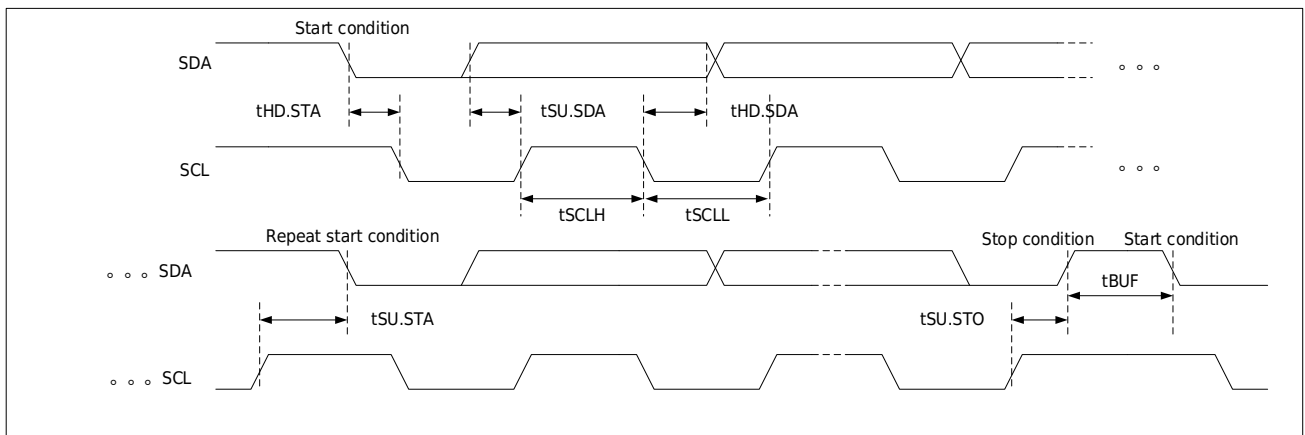 Start condition
SDA
tHD.STA
tSU.SDA
tHD.SDA
SCL
tSCLH
tSCLL
Repeat start condition
Stop condition
Start condition
SDA
tBUF
tSU.STA
tSU.STO
SCL